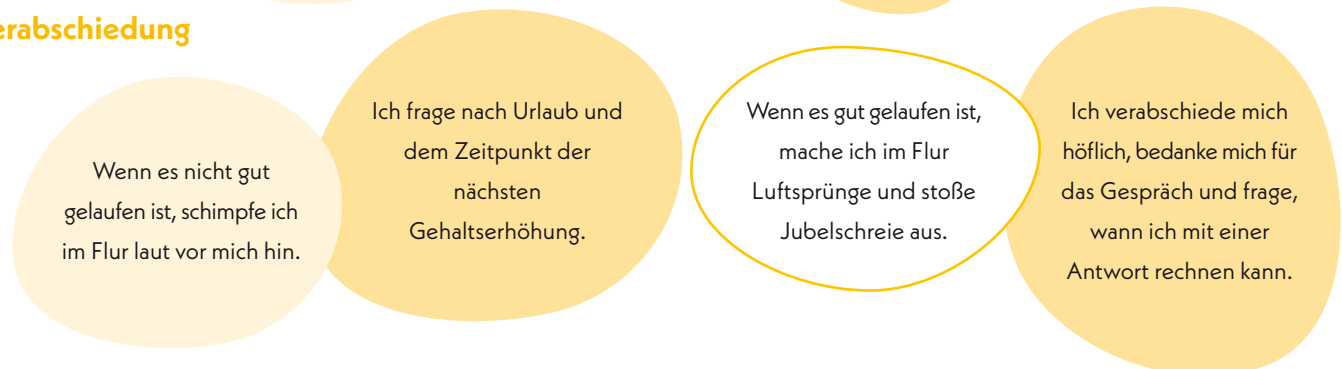 erabschiedung
Wenn es nicht gut
gelaufen ist, schimpfe ich
im Flur laut vor mich hin.
Ich frage nach Urlaub und
dem Zeitpunkt der
nächsten
Gehaltserhöhung.
Wenn es gut gelaufen ist,
mache ich im Flur
Luftsprünge und stoße
Jubelschreie aus.
Ich verabschiede mich
höflich, bedanke mich für
das Gespräch und frage,
wann ich mit einer
Antwort rechnen kann.